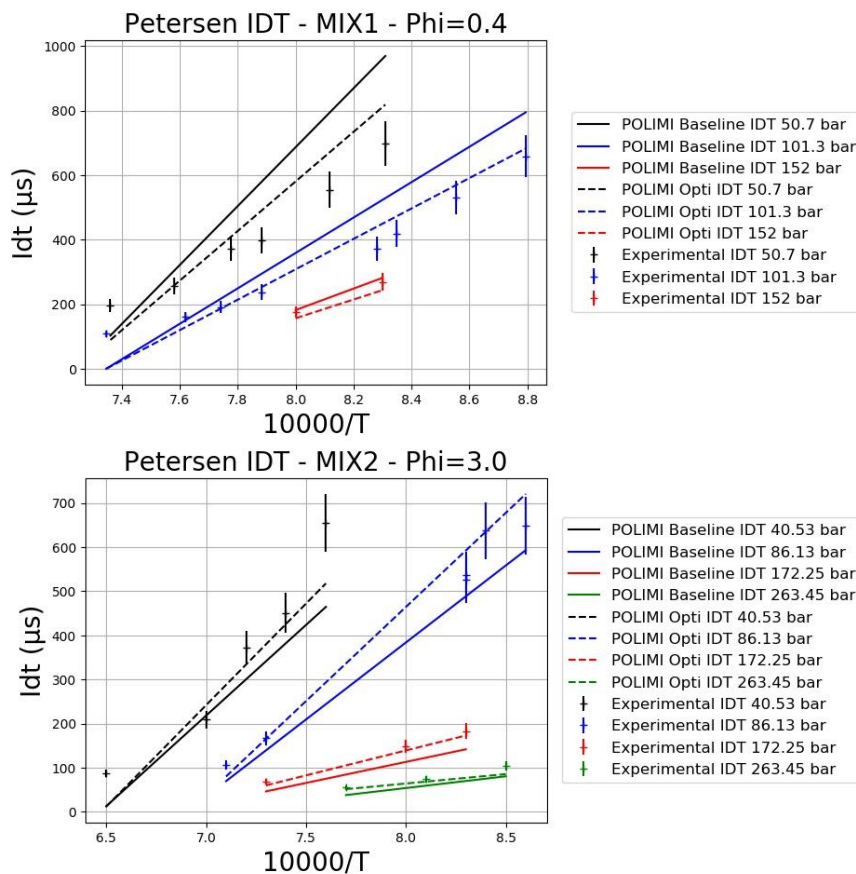 Petersen IDT - MIX1 - Phi=0.4
1000
800
600
400
200
0
Idt (µs)
7.4 7.6 7.8 8.0 8.2 8.4 8.6 8.8
10000/T
POLIMI Baseline IDT 50.7 bar
POLIMI Baseline IDT 101.3 bar
POLIMI Baseline IDT 152 bar
POLIMI Opti IDT 50.7 bar
POLIMI Opti IDT 101.3 bar
POLIMI Opti IDT 152 bar
Experimental IDT 50.7 bar
Experimental IDT 101.3 bar
Experimental IDT 152 bar
Petersen IDT - MIX2 - Phi=3.0
700
600
500
400
300
200
100
0
Idt (µs)
6.5 7.0 7.5 8.0 8.5
10000/T
POLIMI Baseline IDT 40.53 bar
POLIMI Baseline IDT 86.13 bar
POLIMI Baseline IDT 172.25 bar
POLIMI Baseline IDT 263.45 bar
POLIMI Opti IDT 40.53 bar
POLIMI Opti IDT 86.13 bar
POLIMI Opti IDT 172.25 bar
POLIMI Opti IDT 263.45 bar
Experimental IDT 40.53 bar
Experimental IDT 86.13 bar
Experimental IDT 172.25 bar
Experimental IDT 263.45 bar